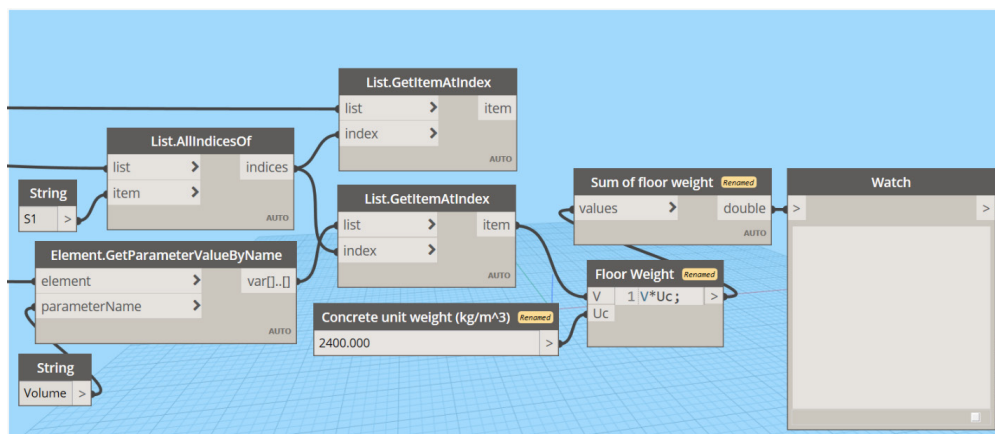 List.GetItemAtIndex
list > item
index >
AUTO
List.AllIndicesOf
list > indices
item >
AUTO
String
S1 >
List.GetItemAtIndex
list > item
index >
AUTO
Element.GetParameterValueByName
element > var[]..[]
parameterName >
AUTO
String
Volume >
Concrete unit weight (kg/m^3) Renamed
2400.000 >
Sum of floor weight Renamed
values > double
AUTO
Floor Weight Renamed
V 1 V*Uc; >
Uc
Watch
> >